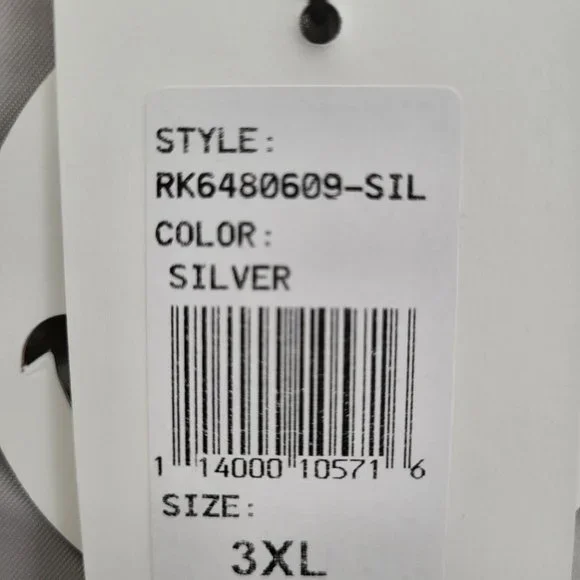 STYLE:
RK6480609-SIL
COLOR:
SILVER
1 14000 10571 6
SIZE:
3XL